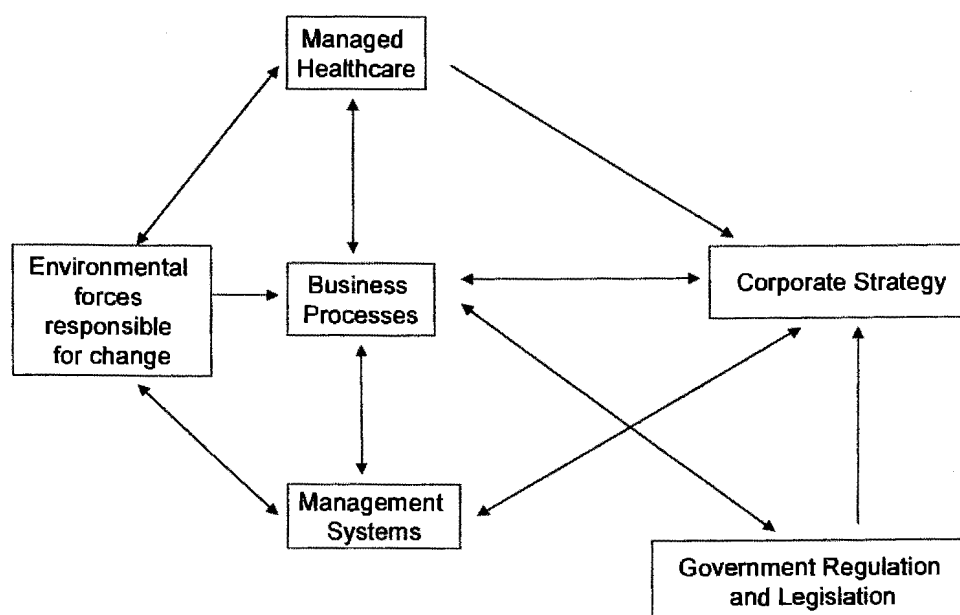 Managed
Healthcare
Environmental
forces
responsible
for change
Business
Processes
Corporate Strategy
Management
Systems
Government Regulation
and Legislation